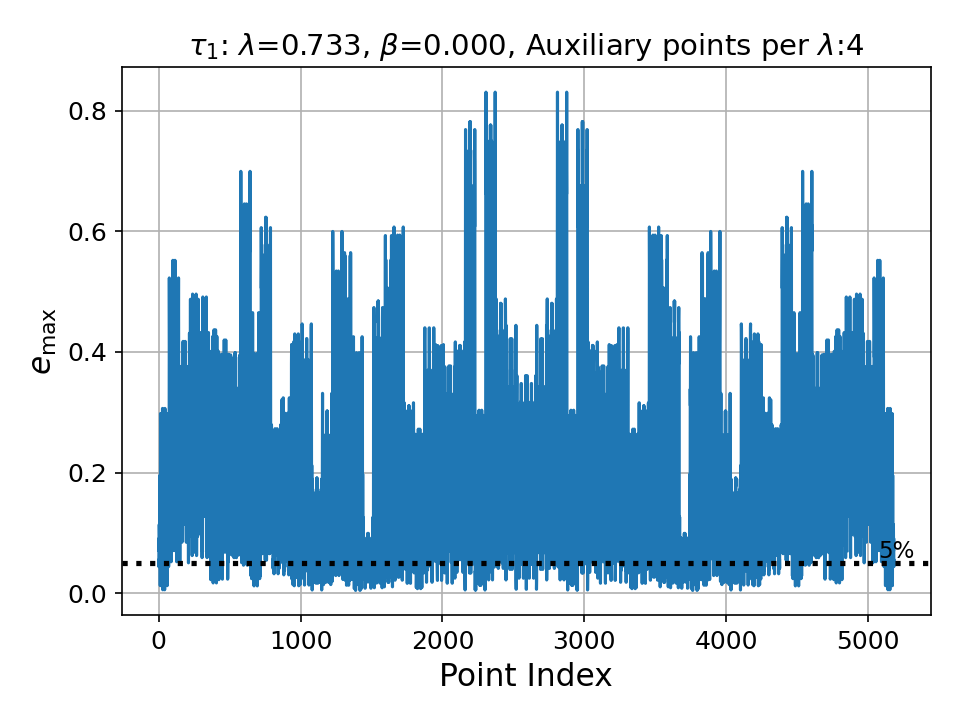 τ₁: λ=0.733, β=0.000, Auxiliary points per λ:4
0.8
0.6
0.4
0.2
0.0
e_max
5%
0 1000 2000 3000 4000 5000
Point Index